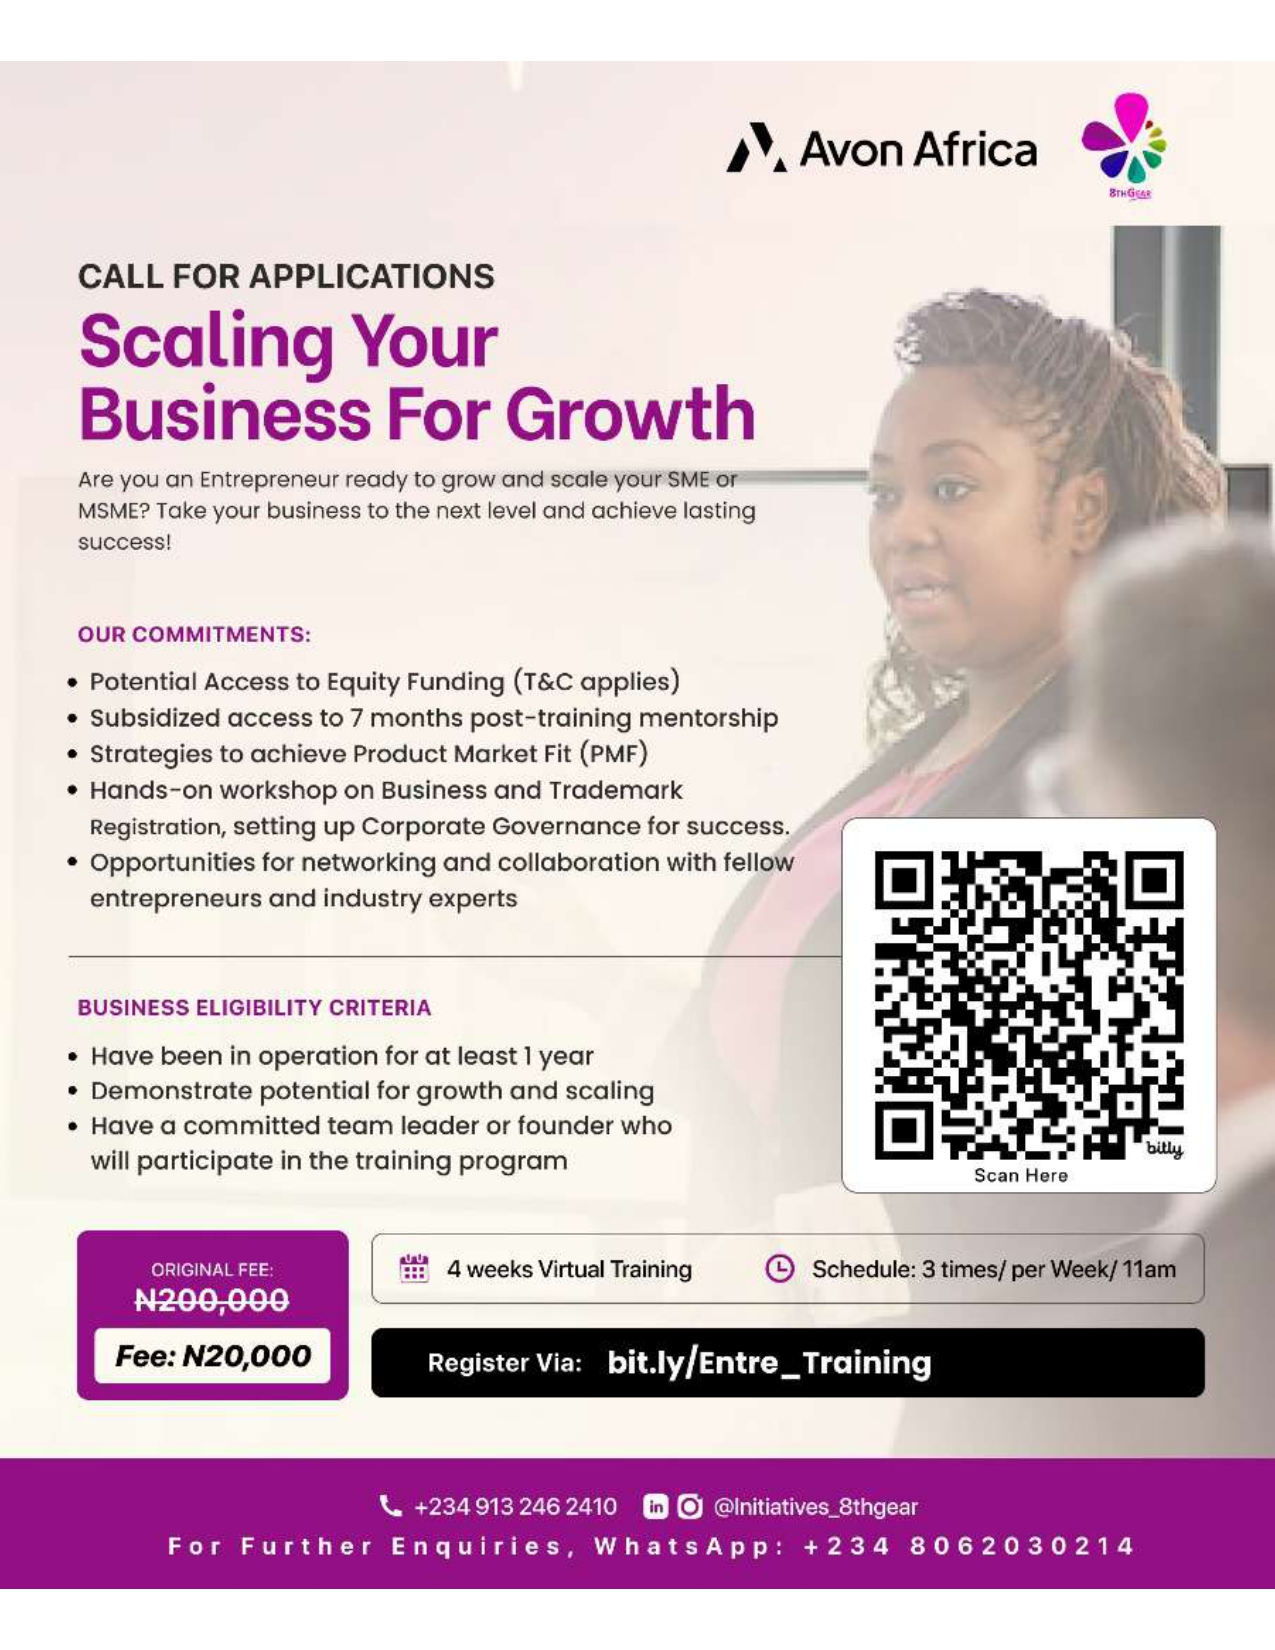 Avon Africa
8THGEAR
CALL FOR APPLICATIONS
Scaling Your
Business For Growth
Are you an Entrepreneur ready to grow and scale your SME or
MSME? Take your business to the next level and achieve lasting
success!
OUR COMMITMENTS:
• Potential Access to Equity Funding (T&C applies)
• Subsidized access to 7 months post-training mentorship
• Strategies to achieve Product Market Fit (PMF)
• Hands-on workshop on Business and Trademark
Registration, setting up Corporate Governance for success.
• Opportunities for networking and collaboration with fellow
entrepreneurs and industry experts
BUSINESS ELIGIBILITY CRITERIA
• Have been in operation for at least 1 year
• Demonstrate potential for growth and scaling
• Have a committed team leader or founder who
will participate in the training program
bitly
Scan Here
ORIGINAL FEE:
N200,000
Fee: N20,000
4 weeks Virtual Training
Schedule: 3 times/ per Week/ 11am
Register Via: bit.ly/Entre_Training
+234 913 246 2410 in @Initiatives_8thgear
For Further Enquiries, WhatsApp: +234 8062030214